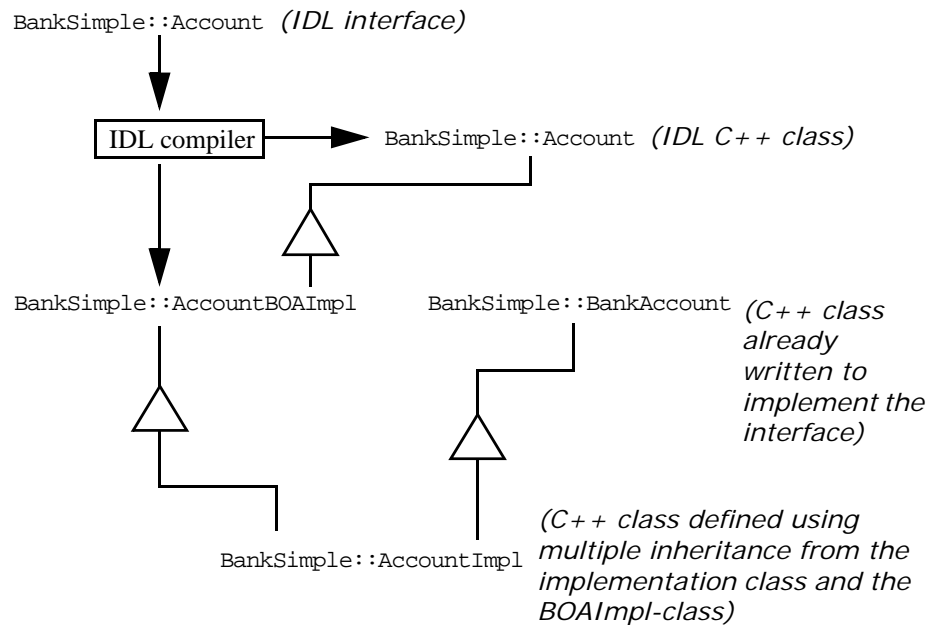 BankSimple::Account (IDL interface)
IDL compiler
BankSimple::Account (IDL C++ class)
BankSimple::AccountBOAImpl
BankSimple::BankAccount (C++ class
already
written to
implement the
interface)
(C++ class defined using
multiple inheritance from the
BankSimple::AccountImpl
implementation class and the
BOAImpl-class)